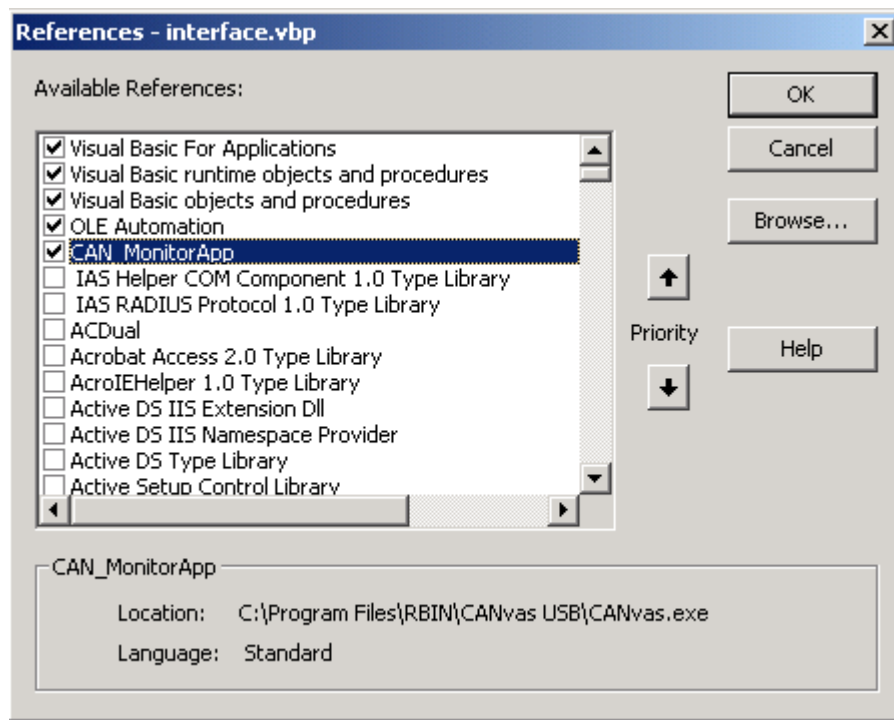 References - interface.vbp
Available References:
Visual Basic For Applications
Visual Basic runtime objects and procedures
Visual Basic objects and procedures
OLE Automation
CAN_MonitorApp
IAS Helper COM Component 1.0 Type Library
IAS RADIUS Protocol 1.0 Type Library
ACDual
Acrobat Access 2.0 Type Library
AcroIEHelper 1.0 Type Library
Active DS IIS Extension Dll
Active DS IIS Namespace Provider
Active DS Type Library
Active Setup Control Library
OK
Cancel
Browse...
Priority
Help
CAN_MonitorApp
Location: C:\Program Files\RBIN\CANvas USB\CANvas.exe
Language: Standard